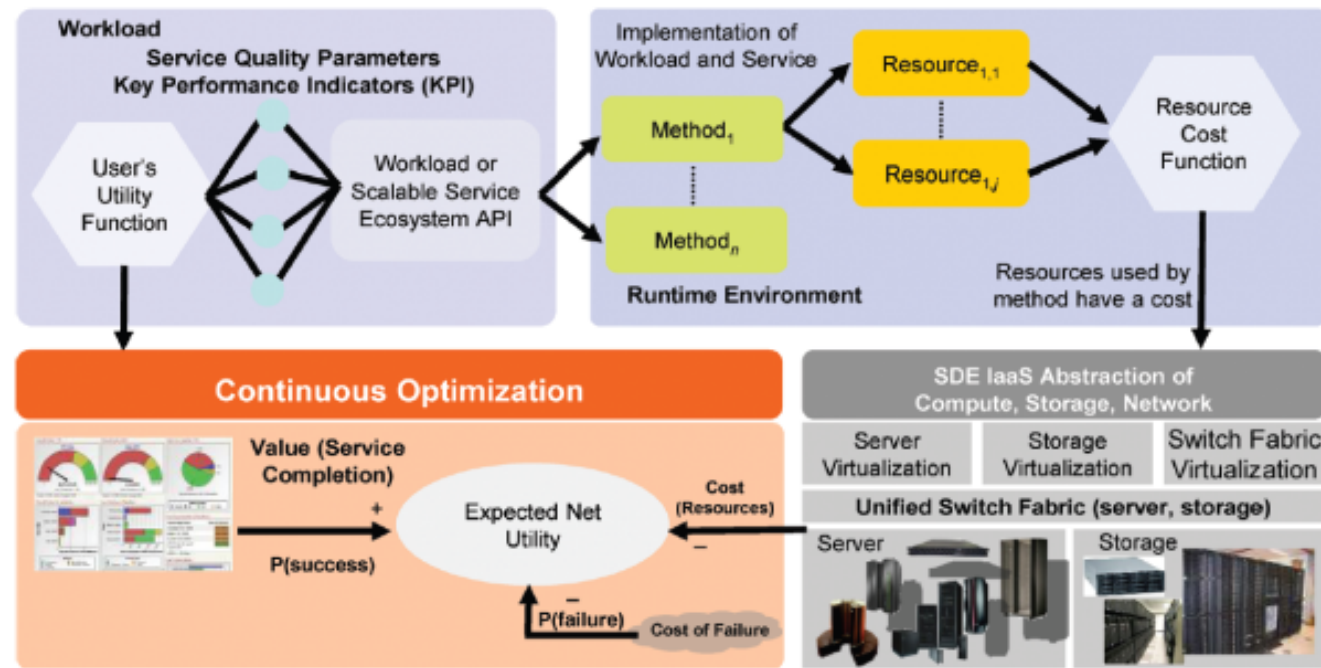 Workload
Service Quality Parameters
Key Performance Indicators (KPI)
User's
Utility
Function
Workload or
Scalable Service
Ecosystem API
Implementation of
Workload and Service
Method1
Methodn
Runtime Environment
Resource1,1
Resource1,j
Resource
Cost
Function
Resources used by
method have a cost
Continuous Optimization
Value (Service
Completion)
+
P(success)
Expected Net
Utility
Cost
(Resources)
–
–
P(failure)
Cost of Failure
SDE IaaS Abstraction of
Compute, Storage, Network
Server
Virtualization
Storage
Virtualization
Switch Fabric
Virtualization
Unified Switch Fabric (server, storage)
Server
Storage